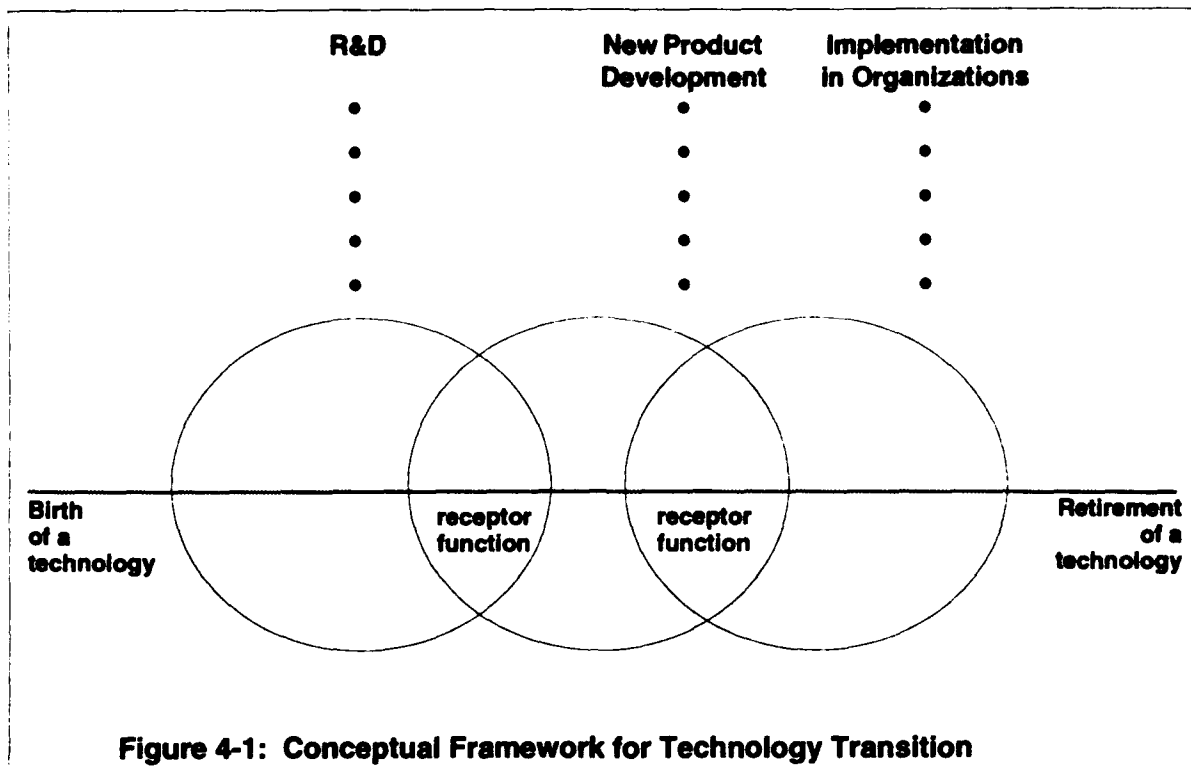 R&D
New Product
Development
Implementation
in Organizations
Birth
of a
technology
receptor
function
receptor
function
Retirement
of a
technology
Figure 4-1: Conceptual Framework for Technology Transition